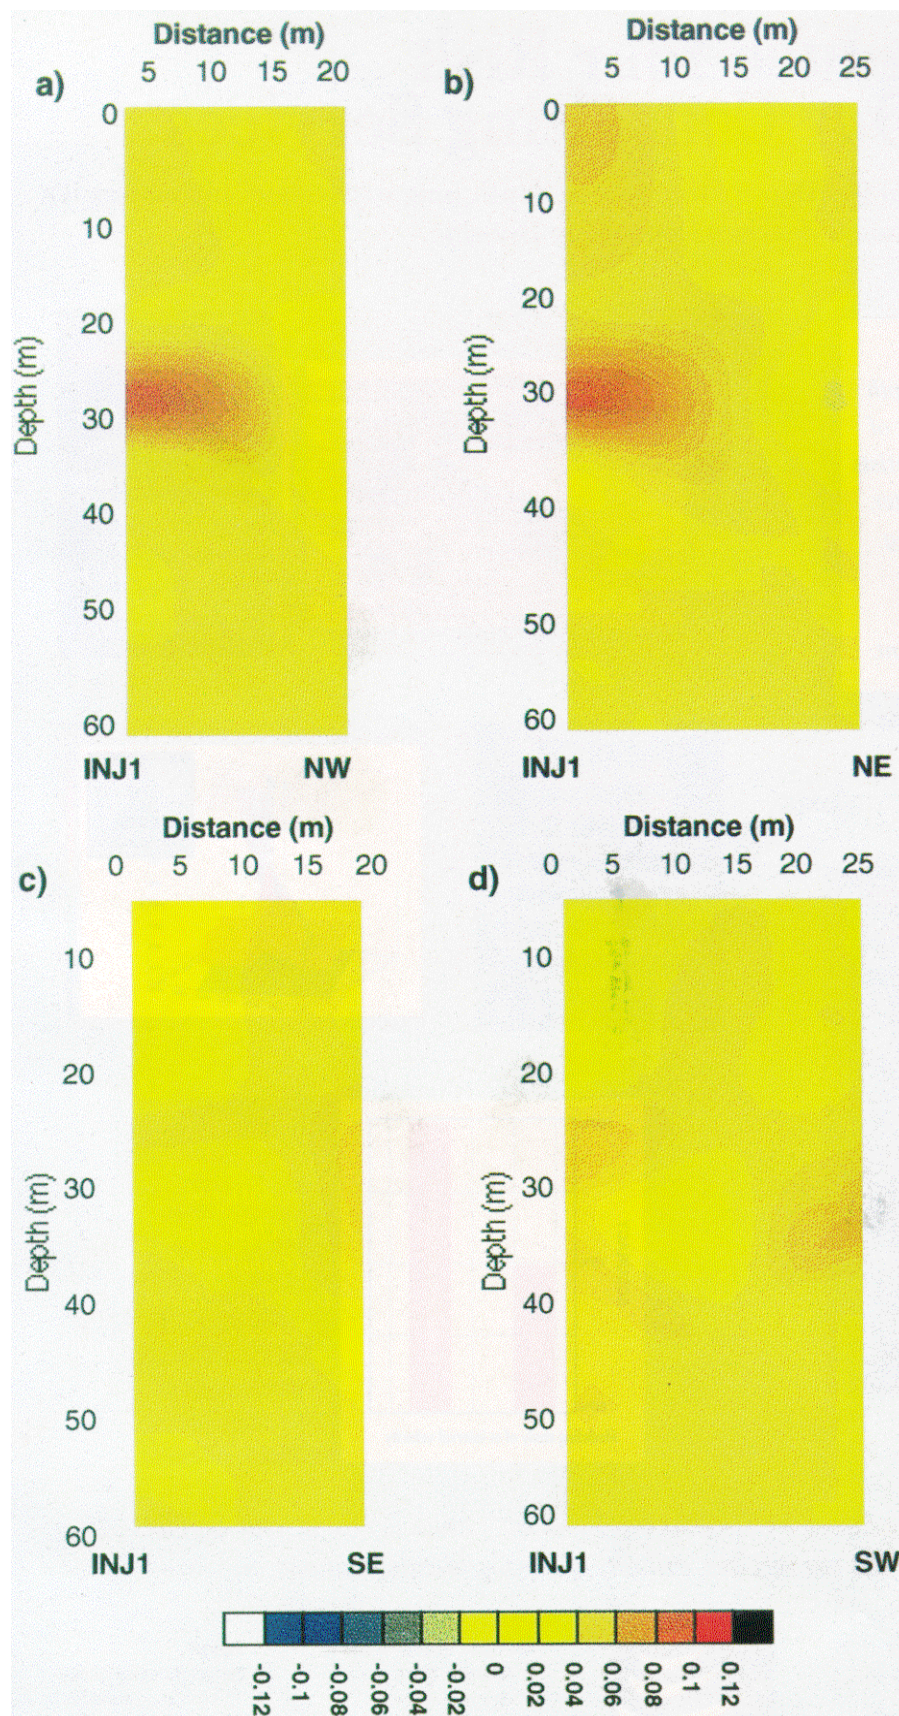 Distance (m)
5 10 15 20
a)
0
10
20
30
40
50
60
Depth (m)
INJ1 NW
Distance (m)
5 10 15 20 25
b)
0
10
20
30
40
50
60
Depth (m)
INJ1 NE
Distance (m)
0 5 10 15 20
c)
10
20
30
40
50
60
Depth (m)
INJ1 SE
Distance (m)
0 5 10 15 20 25
d)
10
20
30
40
50
60
Depth (m)
INJ1 SW
-0.12 -0.1 -0.08 -0.06 -0.04 -0.02 0 0.02 0.04 0.06 0.08 0.1 0.12